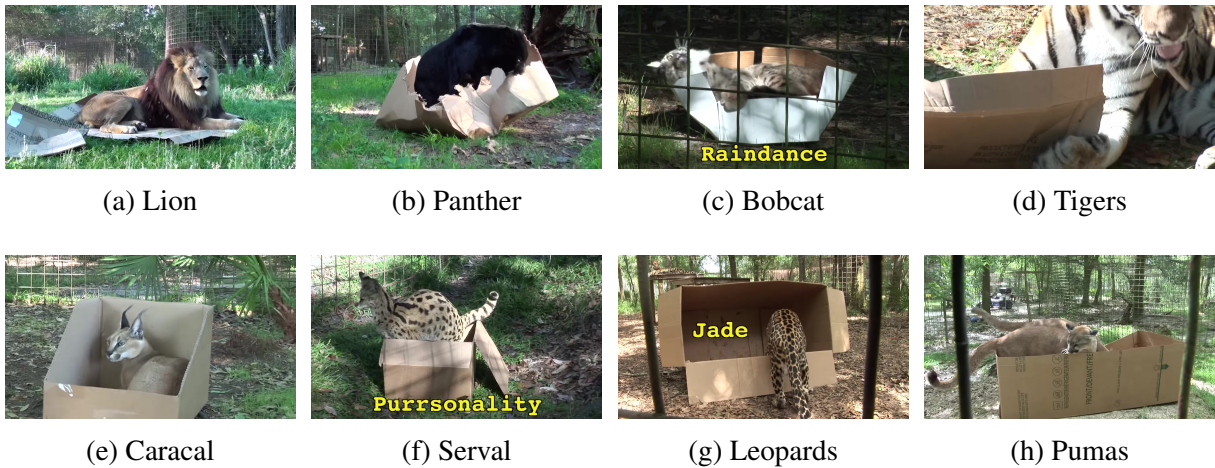 Raindance
(a) Lion
(b) Panther
(c) Bobcat
(d) Tigers
Purrsonality
Jade
(e) Caracal
(f) Serval
(g) Leopards
(h) Pumas